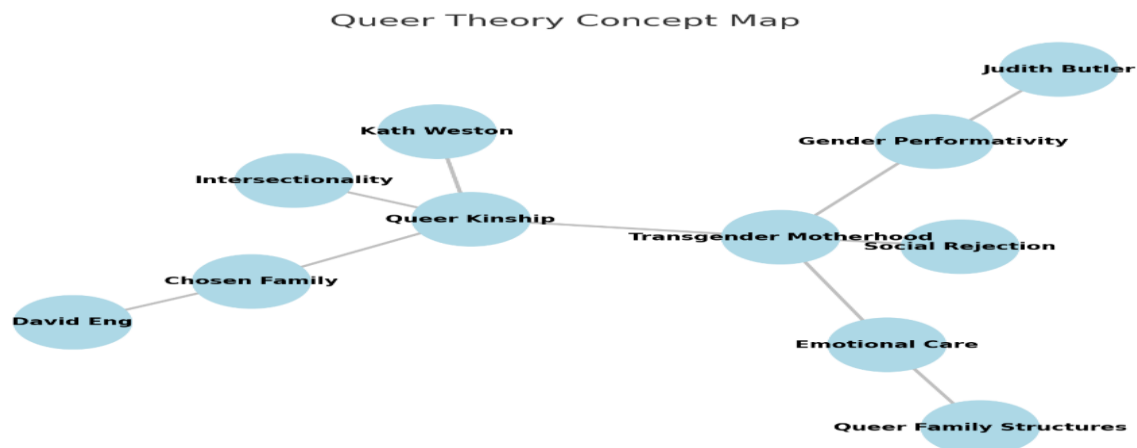 Queer Theory Concept Map
Judith Butler
Kath Weston
Gender Performativity
Intersectionality
Queer Kinship
Transgender Motherhood
Social Rejection
Chosen Family
David Eng
Emotional Care
Queer Family Structures